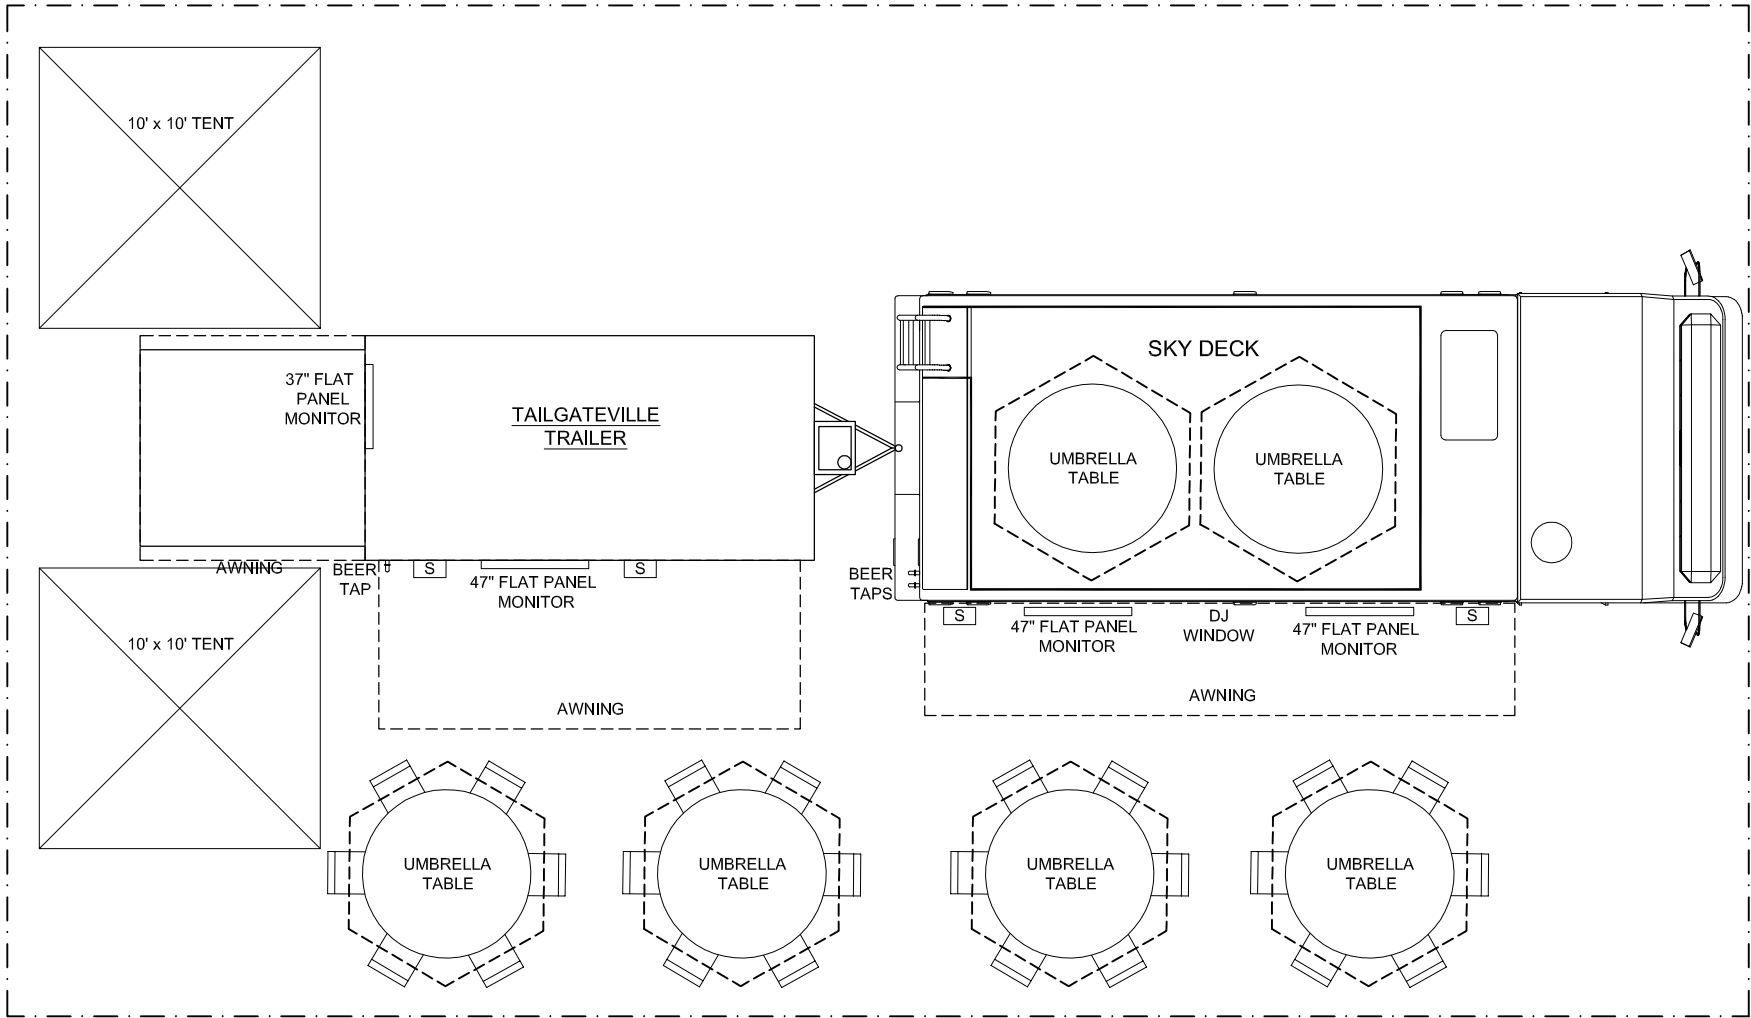 10' x 10' TENT
37" FLAT
PANEL
MONITOR
TAILGATEVILLE
TRAILER
SKY DECK
UMBRELLA
TABLE
UMBRELLA
TABLE
AWNING
BEER
TAP
S
47" FLAT PANEL
MONITOR
S
BEER
TAPS
S
47" FLAT PANEL
MONITOR
DJ
WINDOW
47" FLAT PANEL
MONITOR
S
10' x 10' TENT
AWNING
AWNING
UMBRELLA
TABLE
UMBRELLA
TABLE
UMBRELLA
TABLE
UMBRELLA
TABLE